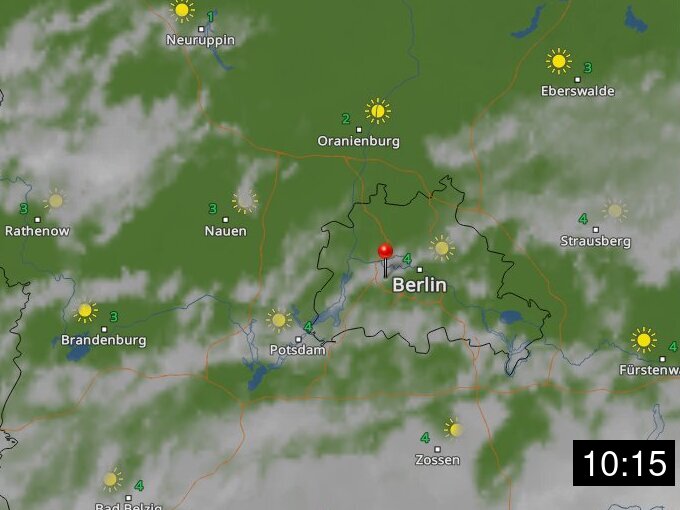 1
Neuruppin
3
Eberswalde
2
Oranienburg
3
Rathenow
3
Nauen
4
Strausberg
4
Berlin
3
Brandenburg
4
Potsdam
4
Fürstenwa
4
Zossen
10:15
4
Bad Belzig